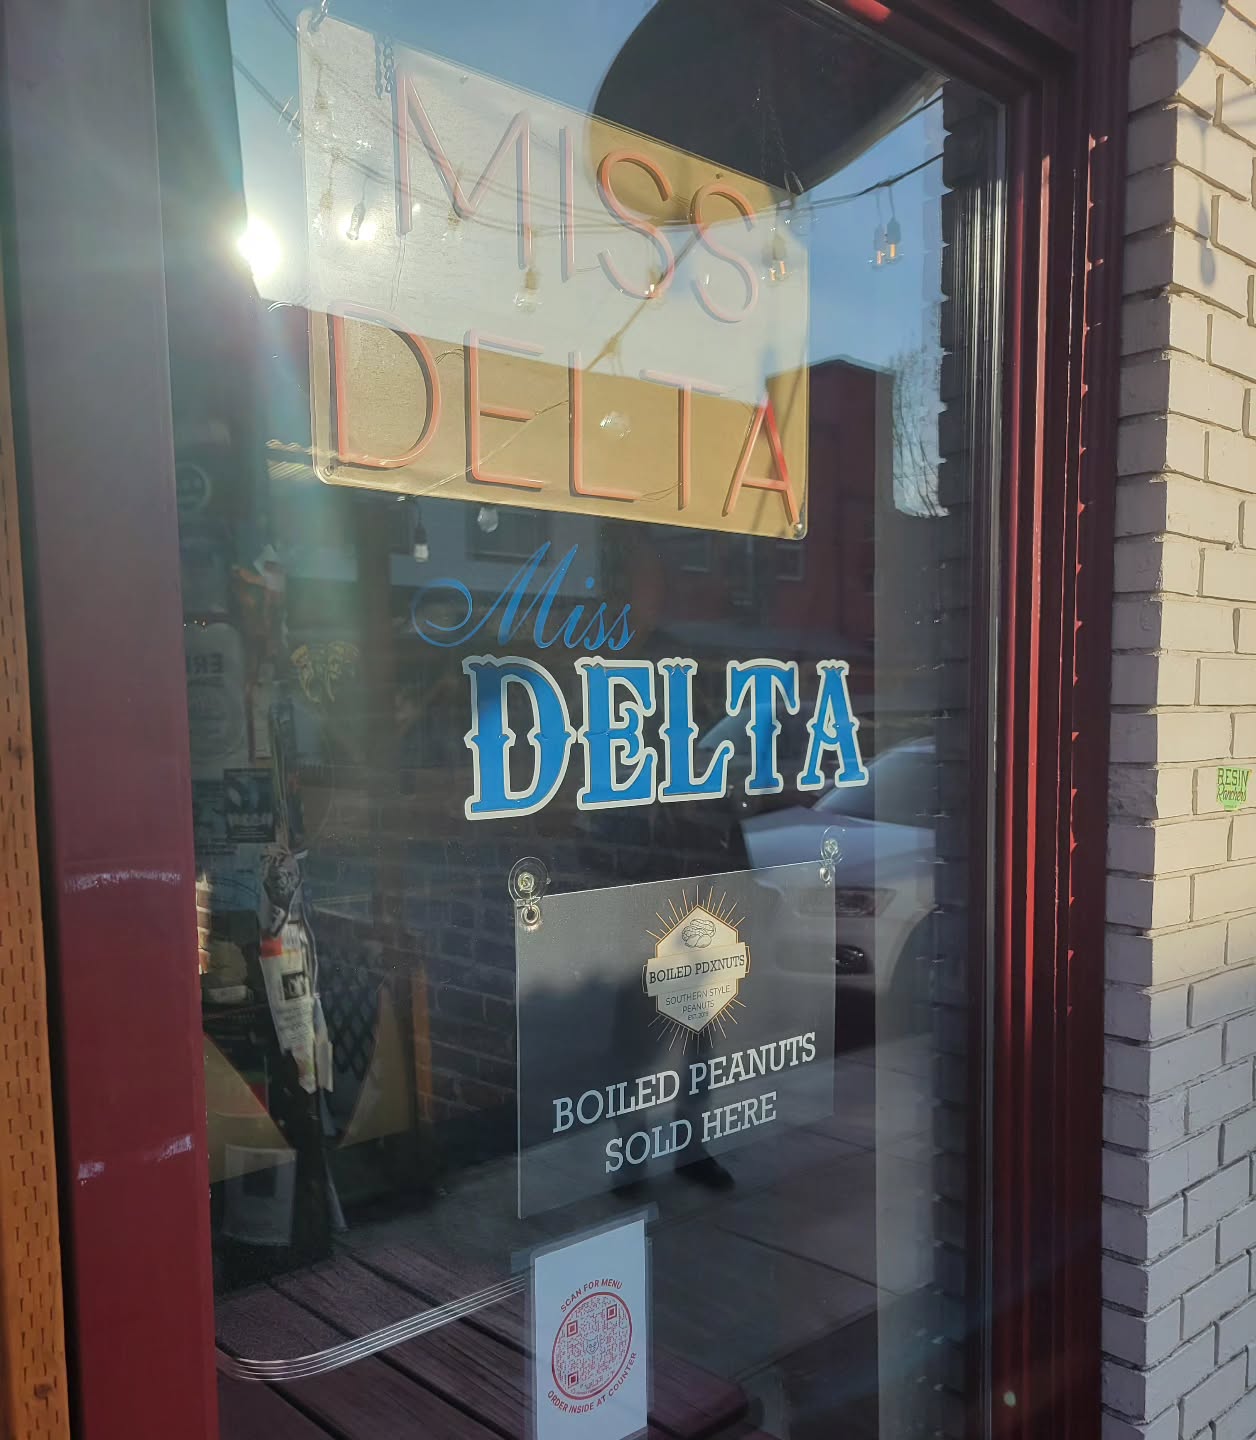 MISS
DELTA
Miss
DELTA
BOILED PDXNUTS
SOUTHERN STYLE
PEANUTS
BOILED PEANUTS
SOLD HERE
SCAN FOR MENU
ORDER INSIDE AT COUNTER
RESIN
Ranchers